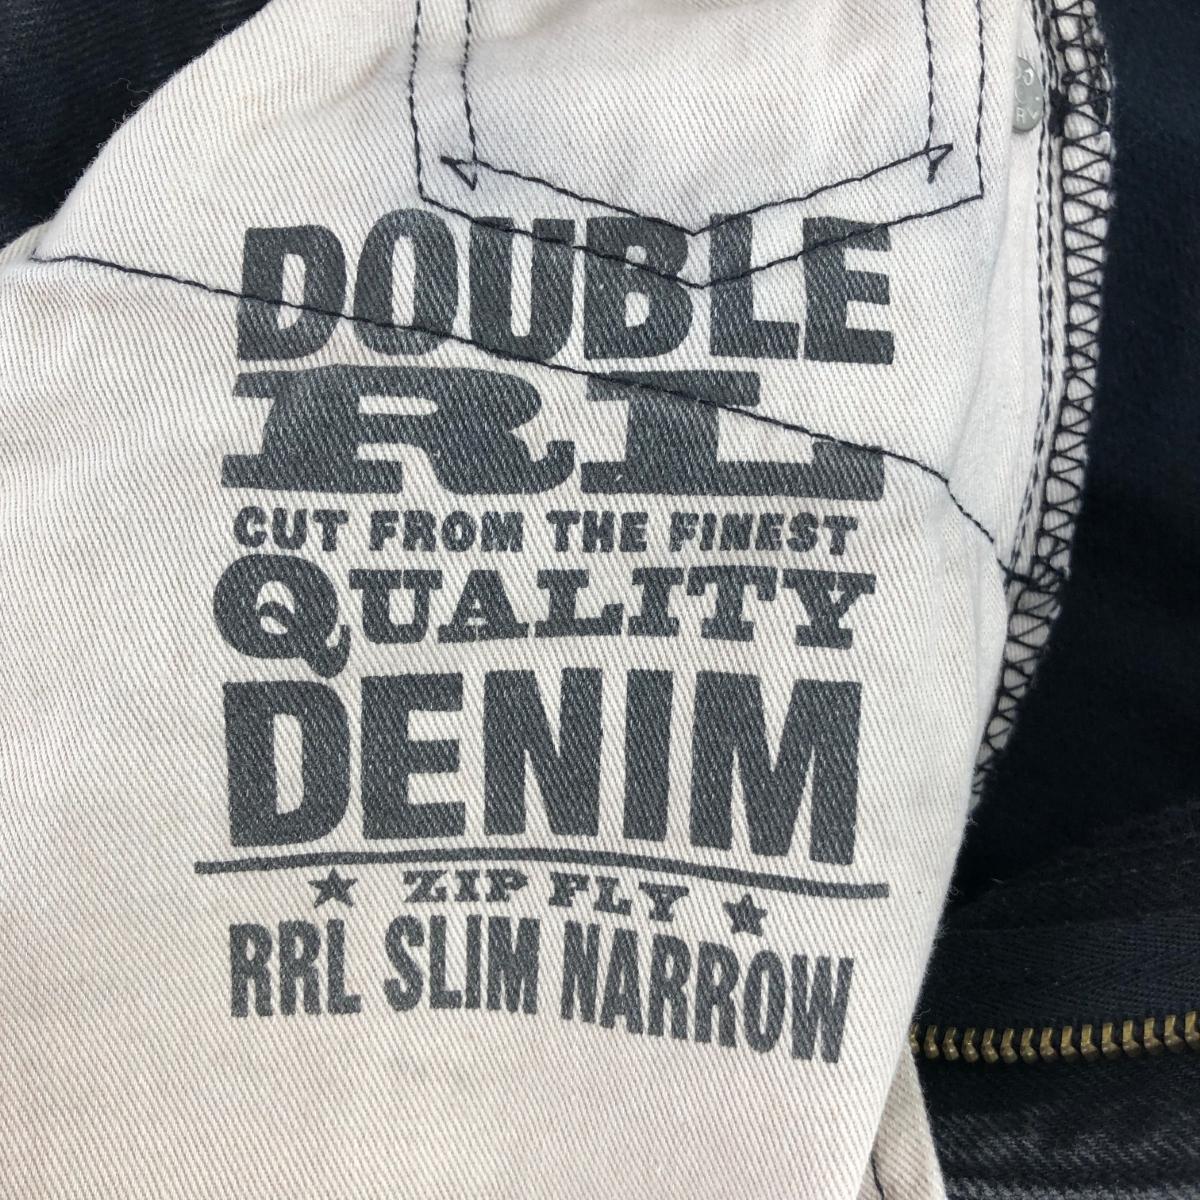 DOUBLE
RL
CUT FROM THE FINEST
QUALITY
DENIM
★ ZIP FLY ★
RRL SLIM NARROW